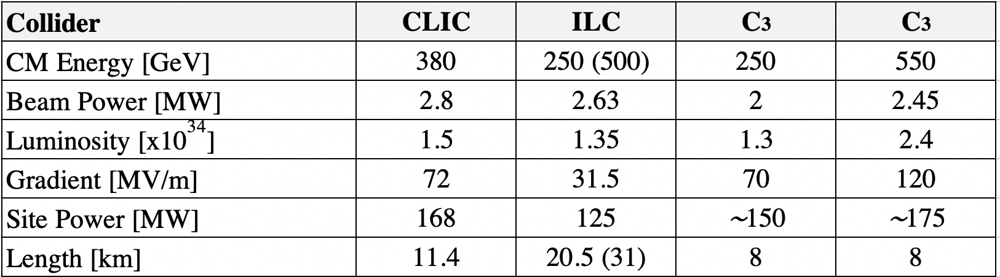 Collider CLIC ILC C3 C3
CM Energy [GeV] 380 250 (500) 250 550
Beam Power [MW] 2.8 2.63 2 2.45
Luminosity [x10^34] 1.5 1.35 1.3 2.4
Gradient [MV/m] 72 31.5 70 120
Site Power [MW] 168 125 ~150 ~175
Length [km] 11.4 20.5 (31) 8 8